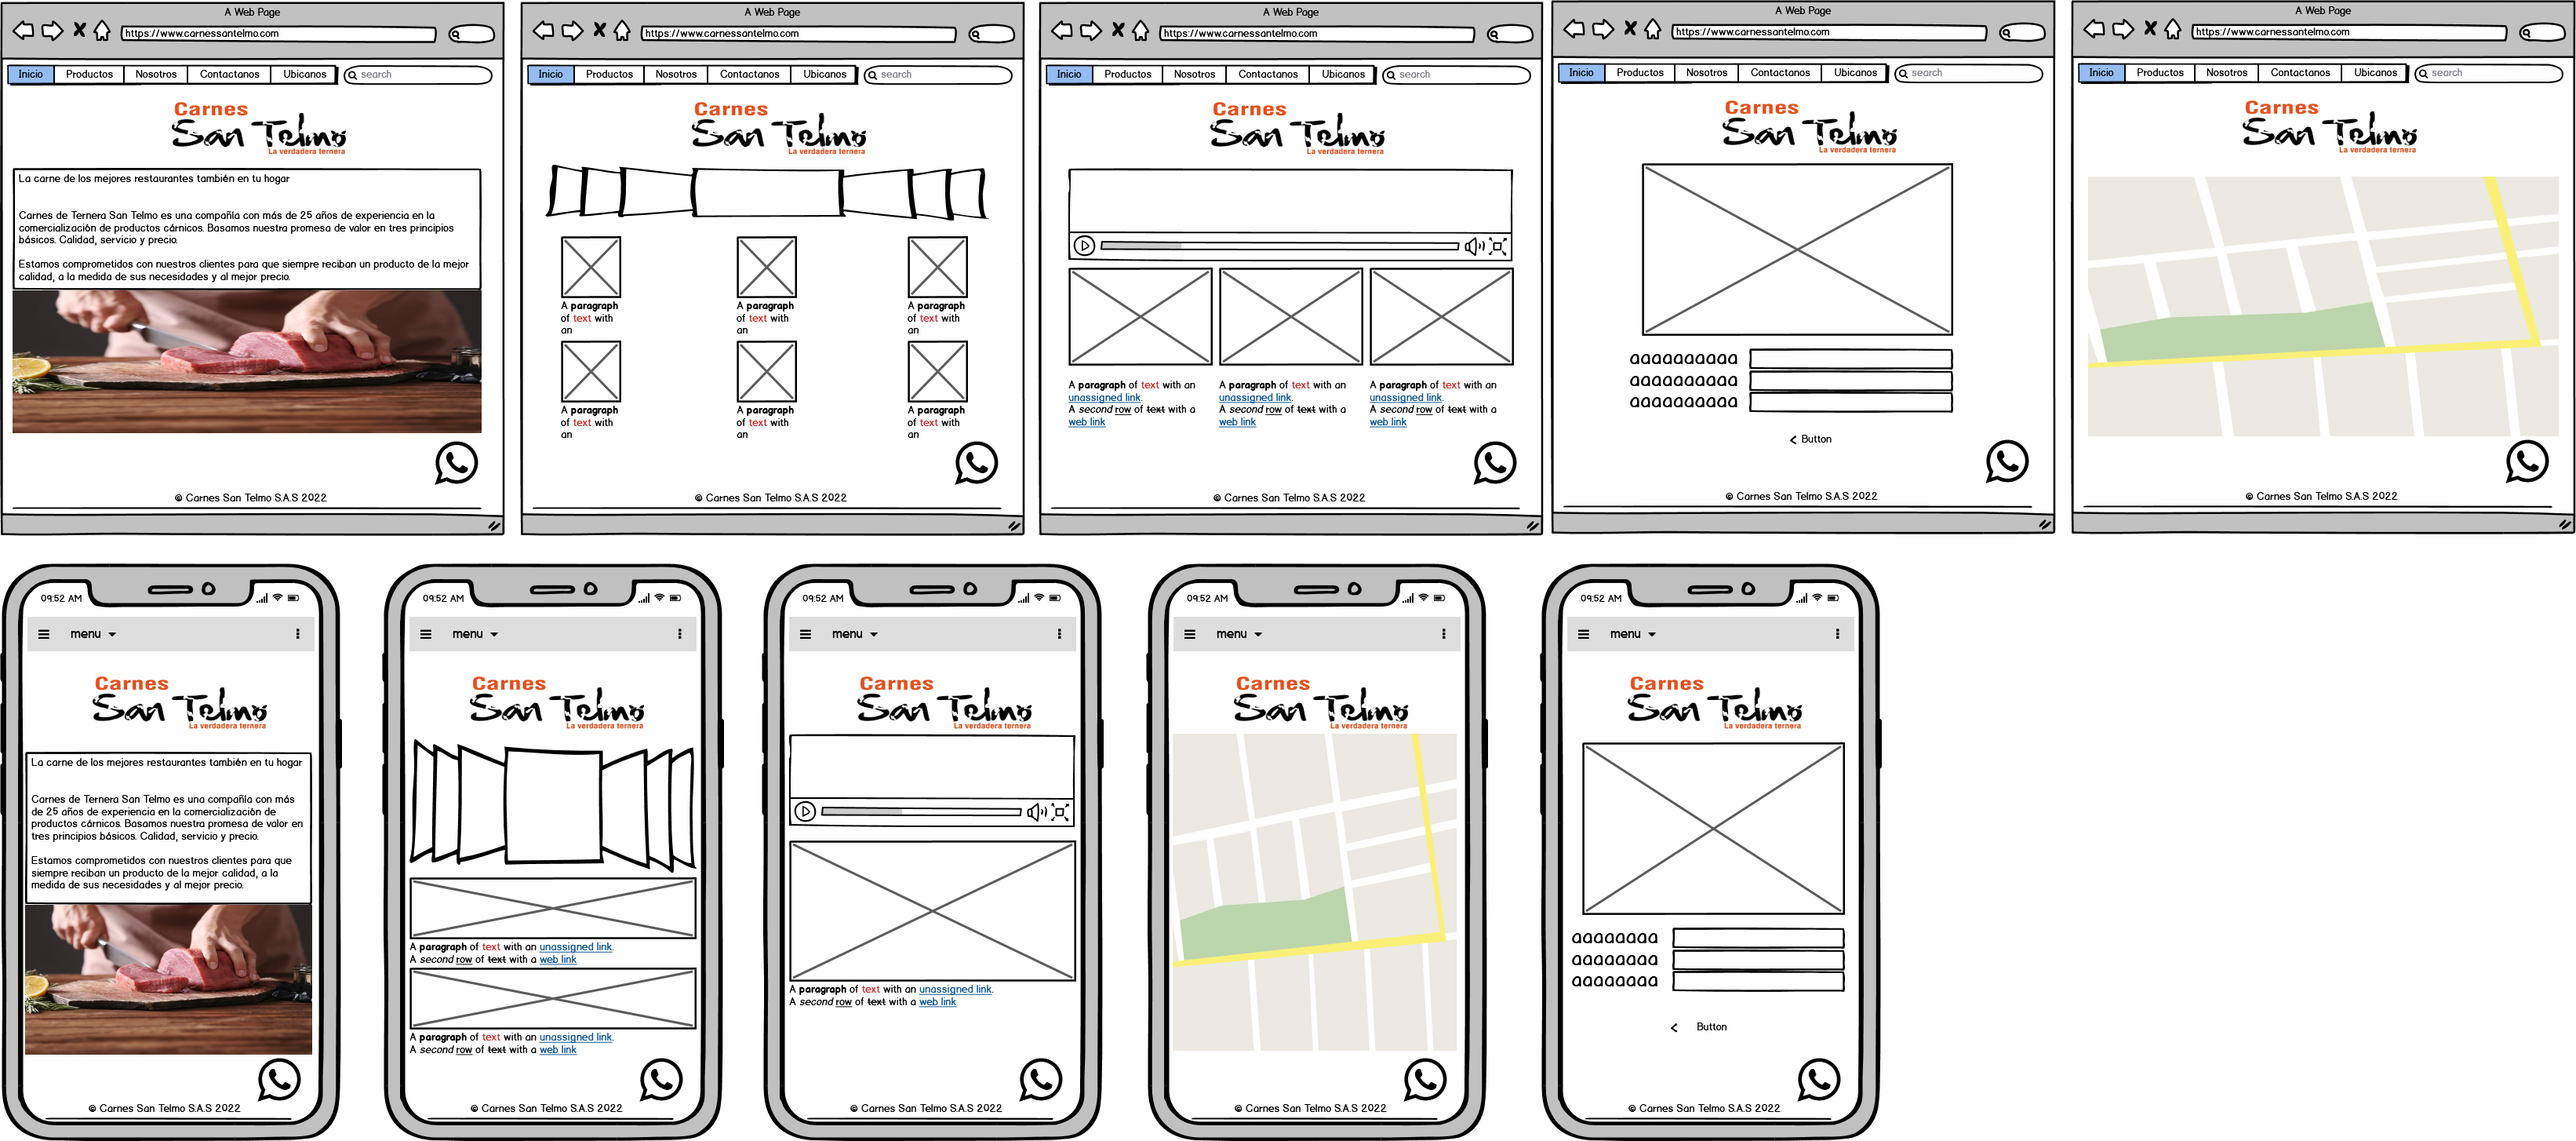 A Web Page
https://www.carnessantelmo.com
Inicio Productos Nosotros Contactanos Ubicanos search
Carnes
San Telmo
La verdadera ternera
La carne de los mejores restaurantes también en tu hogar
Carnes de Ternera San Telmo es una compañía con más de 25 años de experiencia en la
comercialización de productos cárnicos. Basamos nuestra promesa de valor en tres principios
básicos. Calidad, servicio y precio.
Estamos comprometidos con nuestros clientes para que siempre reciban un producto de la mejor
calidad, a la medida de sus necesidades y al mejor precio.
© Carnes San Telmo S.A.S 2022
A Web Page
https://www.carnessantelmo.com
Inicio Productos Nosotros Contactanos Ubicanos search
Carnes
San Telmo
La verdadera ternera
A paragraph
of text with
an
A paragraph
of text with
an
A paragraph
of text with
an
A paragraph
of text with
an
A paragraph
of text with
an
A paragraph
of text with
an
© Carnes San Telmo S.A.S 2022
A Web Page
https://www.carnessantelmo.com
Inicio Productos Nosotros Contactanos Ubicanos search
Carnes
San Telmo
La verdadera ternera
A paragraph of text with an
unassigned link.
A second row of text with a
web link
A paragraph of text with an
unassigned link.
A second row of text with a
web link
A paragraph of text with an
unassigned link.
A second row of text with a
web link
© Carnes San Telmo S.A.S 2022
A Web Page
https://www.carnessantelmo.com
Inicio Productos Nosotros Contactanos Ubicanos search
Carnes
San Telmo
La verdadera ternera
aaaaaaaaaa
aaaaaaaaaa
aaaaaaaaaa
Button
© Carnes San Telmo S.A.S 2022
A Web Page
https://www.carnessantelmo.com
Inicio Productos Nosotros Contactanos Ubicanos search
Carnes
San Telmo
La verdadera ternera
© Carnes San Telmo S.A.S 2022
09:52 AM
menu
Carnes
San Telmo
La verdadera ternera
La carne de los mejores restaurantes también en tu hogar
Carnes de Ternera San Telmo es una compañía con más
de 25 años de experiencia en la comercialización de
productos cárnicos. Basamos nuestra promesa de valor en
tres principios básicos. Calidad, servicio y precio.
Estamos comprometidos con nuestros clientes para que
siempre reciban un producto de la mejor calidad, a la
medida de sus necesidades y al mejor precio.
© Carnes San Telmo S.A.S 2022
09:52 AM
menu
Carnes
San Telmo
La verdadera ternera
A paragraph of text with an unassigned link.
A second row of text with a web link
A paragraph of text with an unassigned link.
A second row of text with a web link
© Carnes San Telmo S.A.S 2022
09:52 AM
menu
Carnes
San Telmo
La verdadera ternera
A paragraph of text with an unassigned link.
A second row of text with a web link
© Carnes San Telmo S.A.S 2022
09:52 AM
menu
Carnes
San Telmo
La verdadera ternera
© Carnes San Telmo S.A.S 2022
09:52 AM
menu
Carnes
San Telmo
La verdadera ternera
aaaaaaaa
aaaaaaaa
aaaaaaaa
Button
© Carnes San Telmo S.A.S 2022